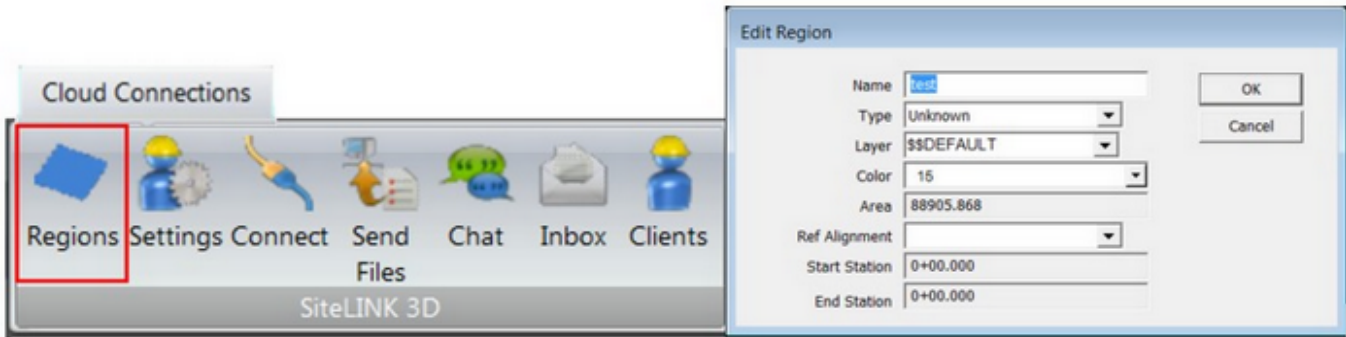 Cloud Connections
Regions Settings Connect Send Files Chat Inbox Clients
SiteLINK 3D
Edit Region
Name test
OK
Type Unknown
Cancel
Layer $$DEFAULT
Color 15
Area 88905.868
Ref Alignment
Start Station 0+00.000
End Station 0+00.000